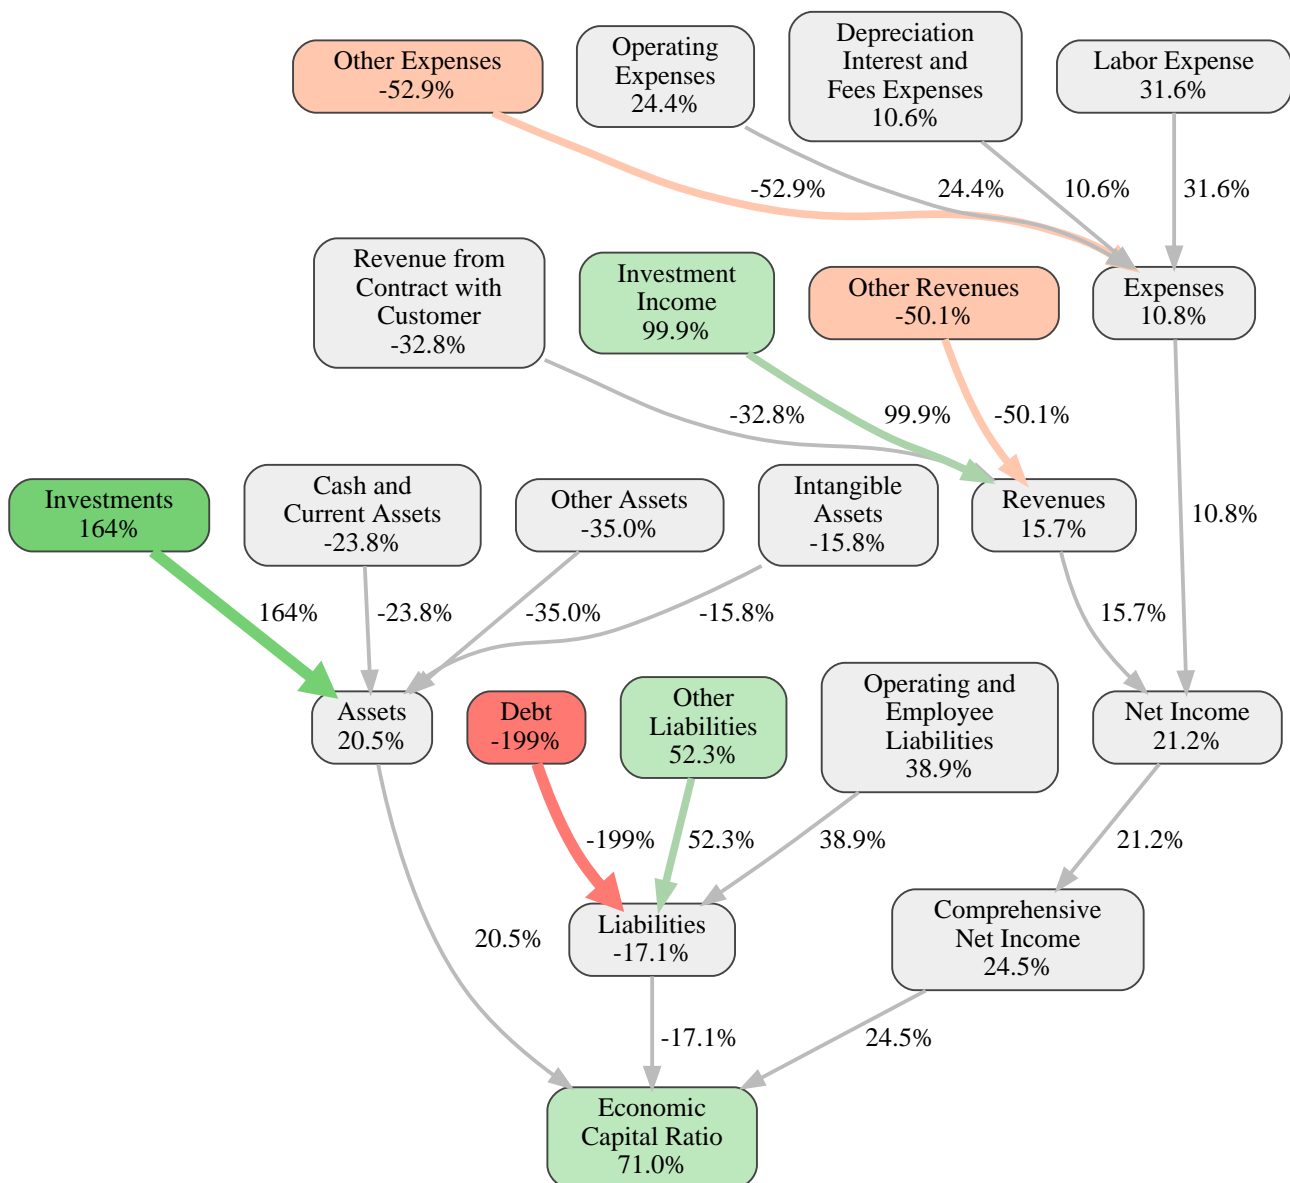 Other Expenses
-52.9%
Operating
Expenses
24.4%
Depreciation
Interest and
Fees Expenses
10.6%
Labor Expense
31.6%
-52.9%
24.4%
10.6%
31.6%
Revenue from
Contract with
Customer
-32.8%
Investment
Income
99.9%
Other Revenues
-50.1%
Expenses
10.8%
-32.8%
99.9%
-50.1%
10.8%
Investments
164%
Cash and
Current Assets
-23.8%
Other Assets
-35.0%
Intangible
Assets
-15.8%
Revenues
15.7%
164%
-23.8%
-35.0%
-15.8%
15.7%
Assets
20.5%
Debt
-199%
Other
Liabilities
52.3%
Operating and
Employee
Liabilities
38.9%
Net Income
21.2%
-199%
52.3%
38.9%
21.2%
20.5%
Liabilities
-17.1%
Comprehensive
Net Income
24.5%
-17.1%
24.5%
Economic
Capital Ratio
71.0%